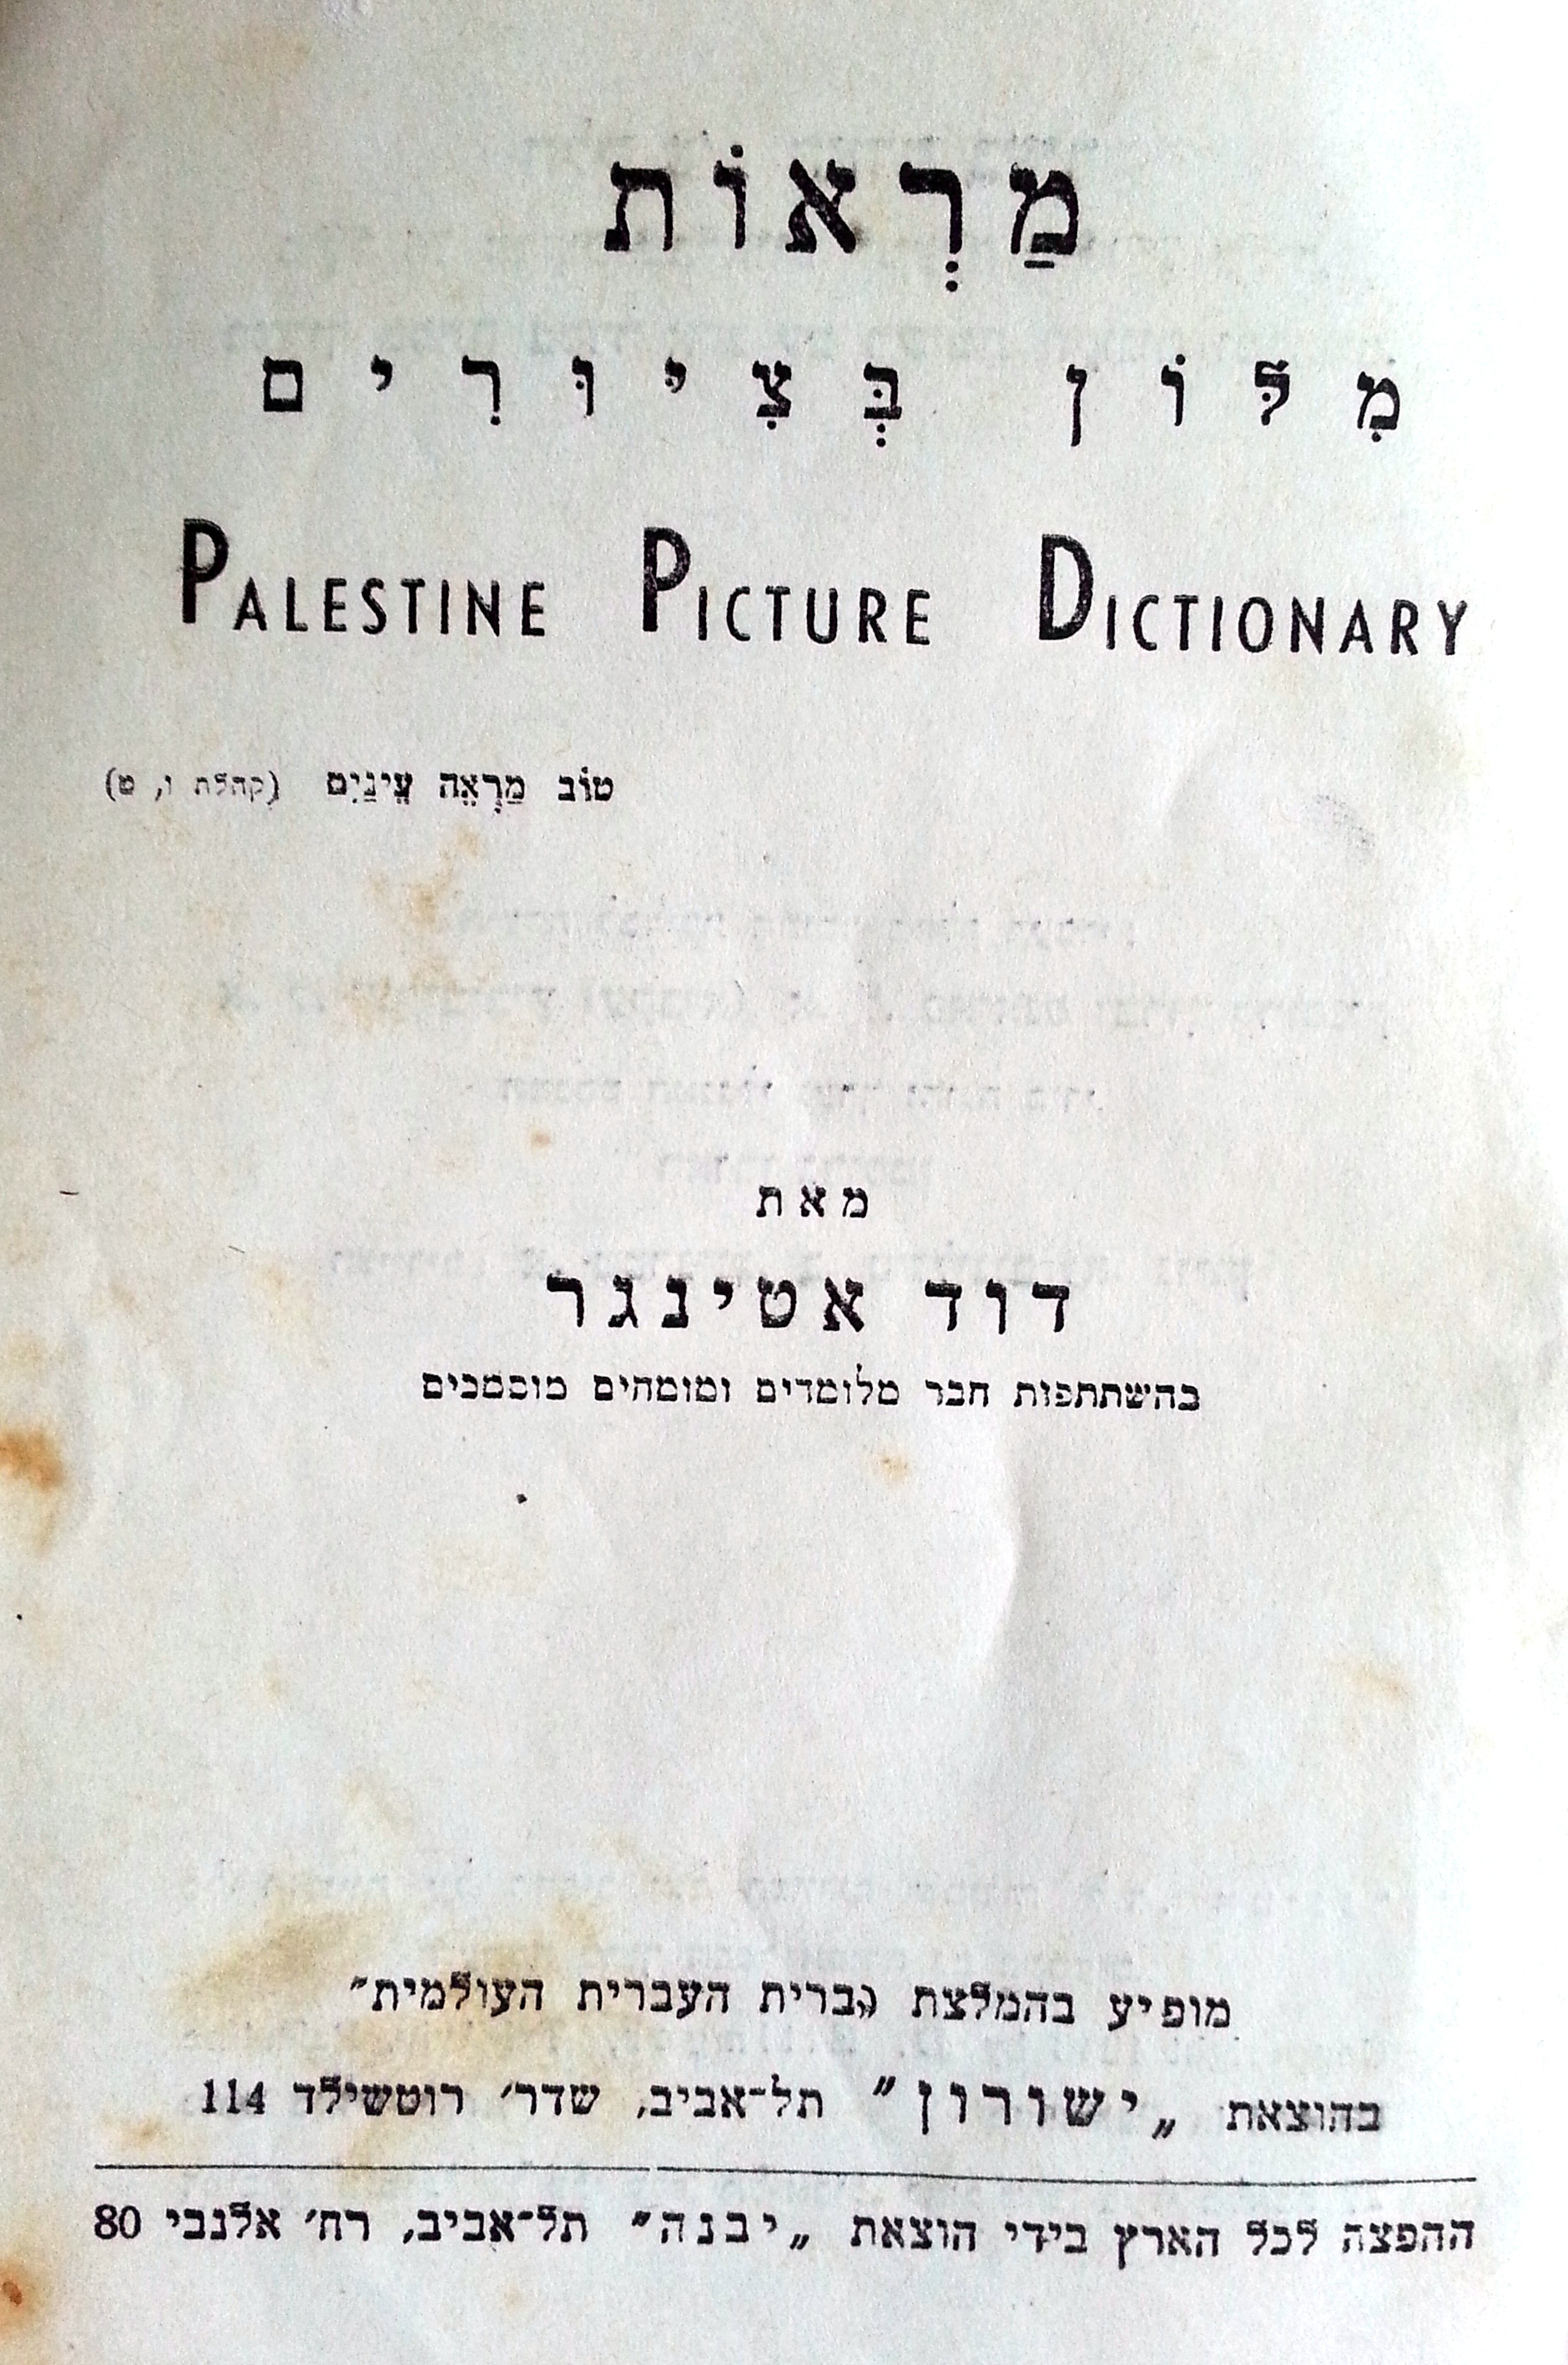 מַרְאוֹת
מִלּוֹן בְּצִיּוּרִים
PALESTINE PICTURE DICTIONARY
טוֹב מַרְאֵה עֵינַיִם (קהלת ו, ט)
מאת
דוד אטינגר
בהשתתפות חבר מלומדים ומומחים מוסמכים
מופיע בהמלצת „ברית העברית העולמית"
בהוצאת „ישורון" תל־אביב, שדר׳ רוטשילד 114
ההפצה לכל הארץ בידי הוצאת „יבנה" תל־אביב, רח׳ אלנבי 80